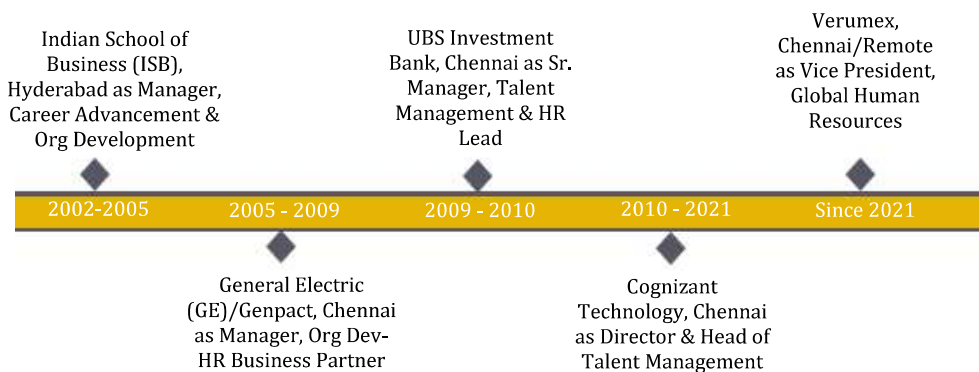 Indian School of
Business (ISB),
Hyderabad as Manager,
Career Advancement &
Org Development
UBS Investment
Bank, Chennai as Sr.
Manager, Talent
Management & HR
Lead
Verumex,
Chennai/Remote
as Vice President,
Global Human
Resources
2002-2005
2005 - 2009
2009 - 2010
2010 - 2021
Since 2021
General Electric
(GE)/Genpact, Chennai
as Manager, Org Dev-
HR Business Partner
Cognizant
Technology, Chennai
as Director & Head of
Talent Management